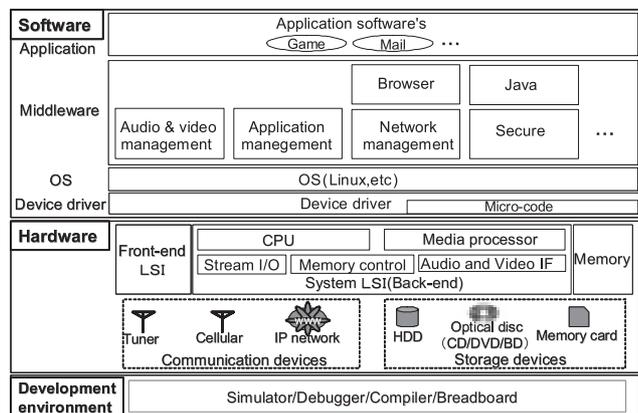 Software
Application software's
Application
Game Mail ...
Browser Java
Middleware
Audio & video management
Application manegement
Network management
Secure
...
OS
OS(Linux,etc)
Device driver
Device driver
Micro-code
Hardware
Front-end LSI
CPU
Media processor
Memory
Stream I/O
Memory control
Audio and Video IF
System LSI(Back-end)
Tuner
Cellular
WWW
IP network
Communication devices
HDD
Optical disc
(CD/DVD/BD)
Memory card
Storage devices
Development environment
Simulator/Debugger/Compiler/Breadboard